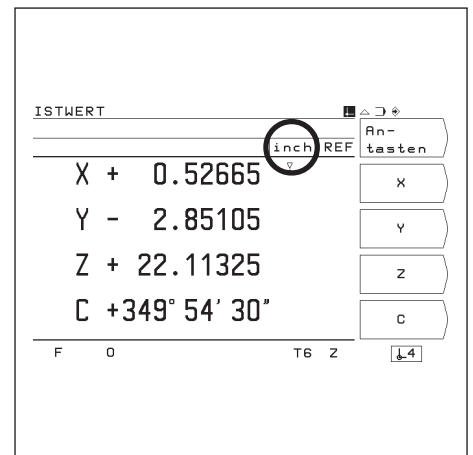 ISTWERT
An-
tasten
inch REF
X + 0.52665
X
Y - 2.85105
Y
Z + 22.11325
Z
C +349° 54' 30"
C
F 0 T6 Z
4